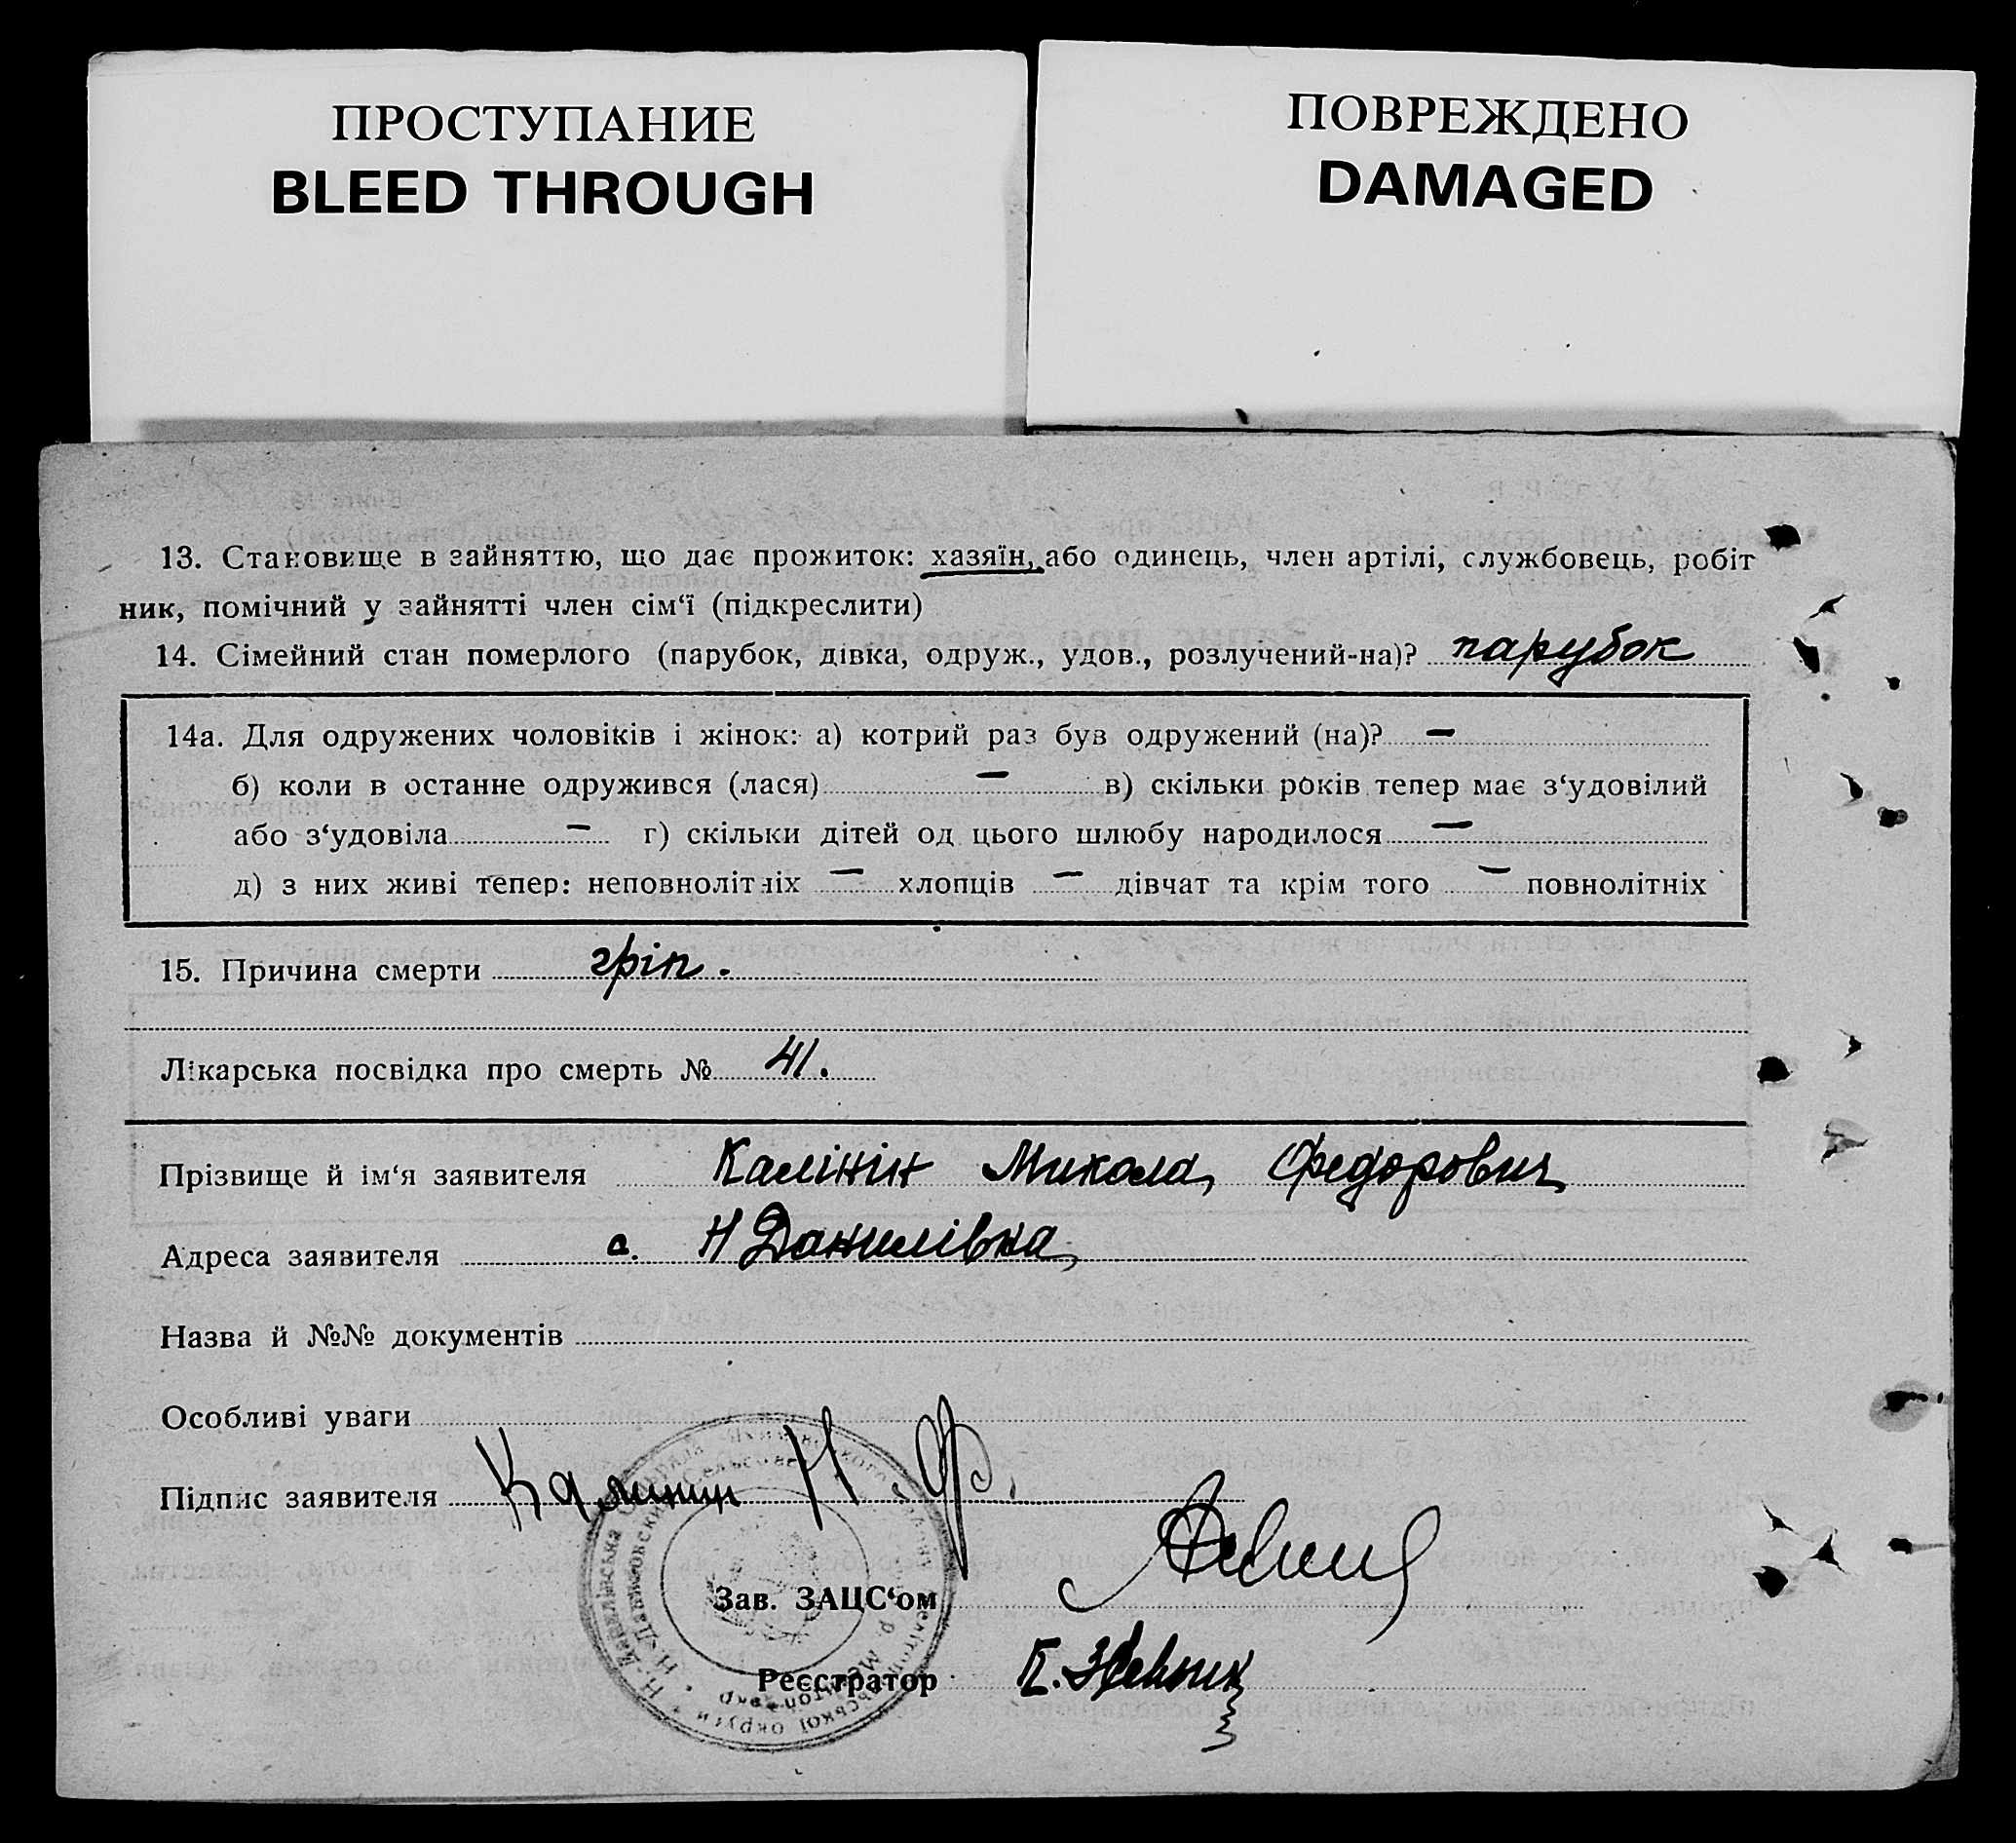 ПРОСТУПАНИЕ
BLEED THROUGH
ПОВРЕЖДЕНО
DAMAGED
13. Становище в зайняттю, що дає прожиток: хазяїн, або одинець, член артілі, службовець, робіт
ник, помічний у зайнятті член сім‘ї (підкреслити)
14. Сімейний стан померлого (парубок, дівка, одруж., удов., розлучений-на)? парубок
14а. Для одружених чоловіків і жінок: а) котрий раз був одружений (на)? —
б) коли в останне одружився (лася) — в) скільки років тепер має з‘удовілий
або з‘удовіла — г) скільки дітей од цього шлюбу народилося —
д) з них живі тепер: неповнолітніх — хлопців — дівчат та крім того — повнолітніх
15. Причина смерти гріп.
Лікарська посвідка про смерть № 41.
Прізвище й ім‘я заявителя Калінін Микола Федорович
Адреса заявителя с. Н Данилівка
Назва й №№ документів
Особливі уваги
Підпис заявителя Калинин Н. Ф.
Зав. ЗАЦС‘ом
Реєстратор